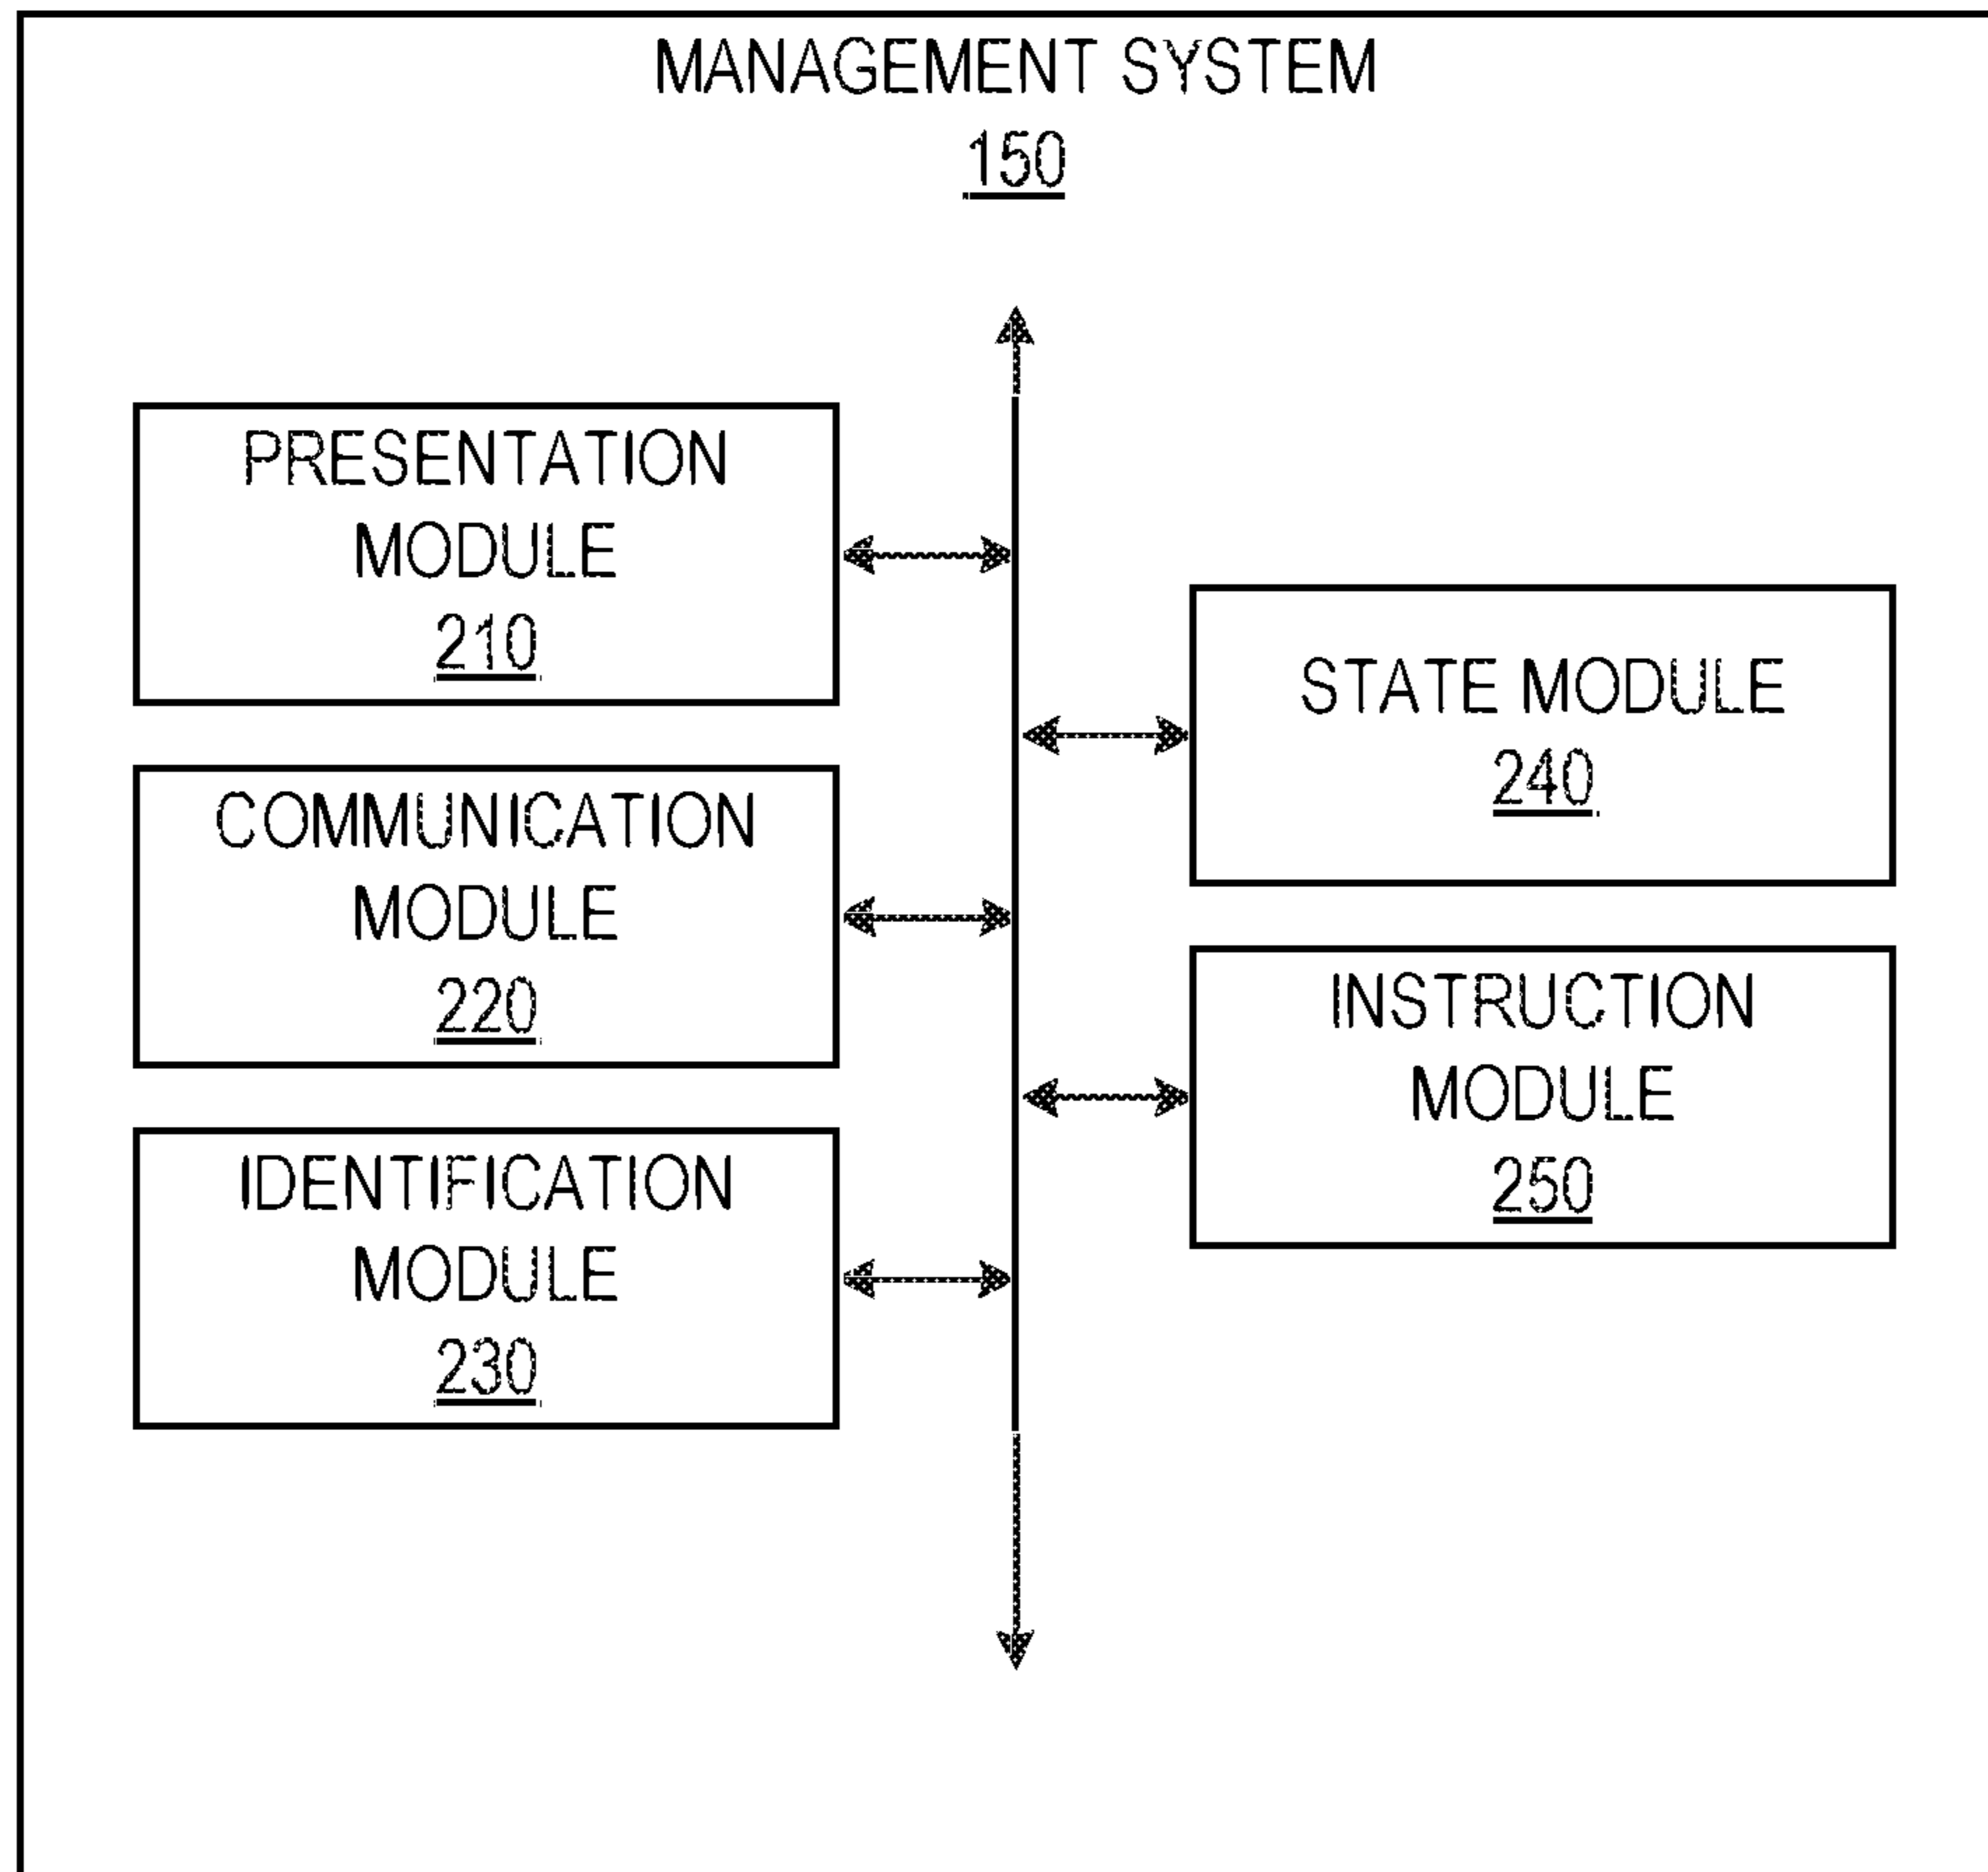 MANAGEMENT SYSTEM
150
PRESENTATION
MODULE
210
COMMUNICATION
MODULE
220
IDENTIFICATION
MODULE
230
STATE MODULE
240
INSTRUCTION
MODULE
250